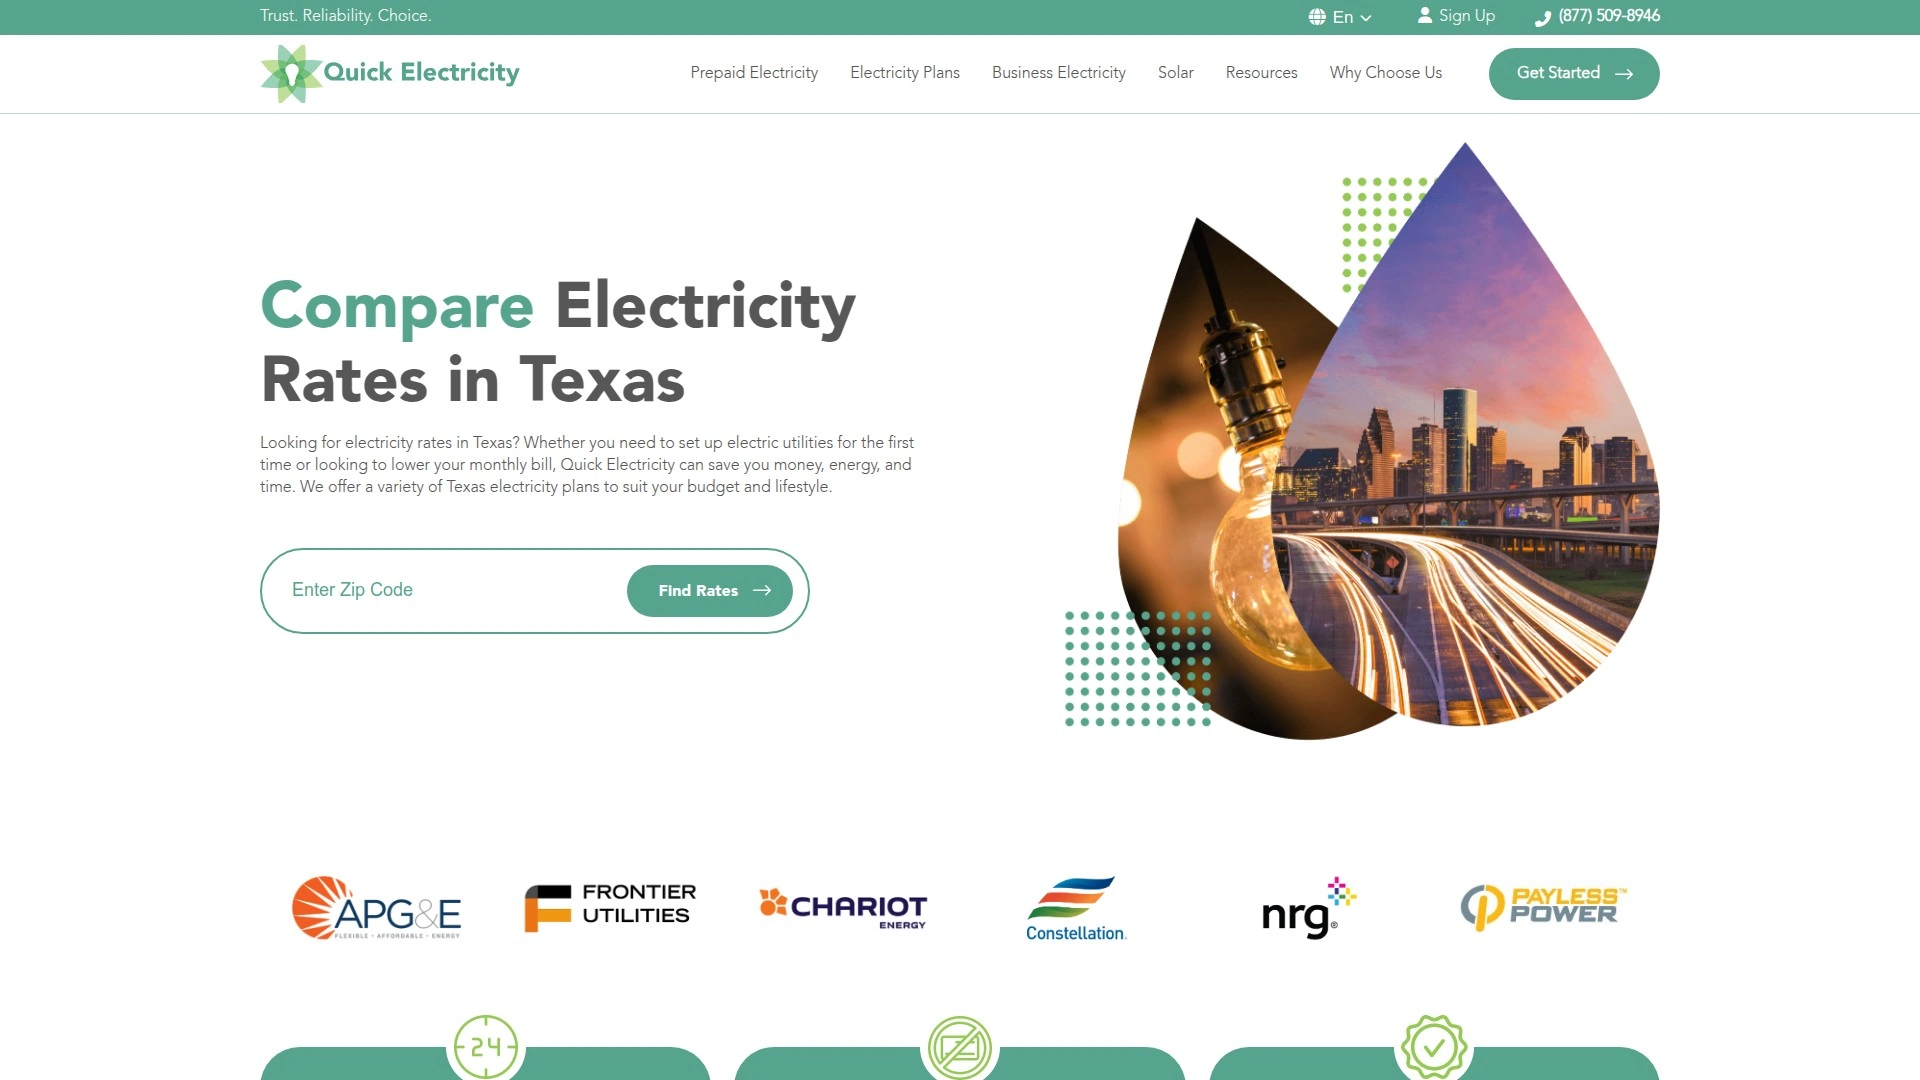 Trust. Reliability. Choice.
En
Sign Up
(877) 509-8946
Quick Electricity
Prepaid Electricity
Electricity Plans
Business Electricity
Solar
Resources
Why Choose Us
Get Started
Compare Electricity
Rates in Texas
Looking for electricity rates in Texas? Whether you need to set up electric utilities for the first
time or looking to lower your monthly bill, Quick Electricity can save you money, energy, and
time. We offer a variety of Texas electricity plans to suit your budget and lifestyle.
Enter Zip Code
Find Rates
APG&E
FLEXIBLE • AFFORDABLE • ENERGY
FRONTIER
UTILITIES
CHARIOT
ENERGY
Constellation.
nrg®
PAYLESS™
POWER
24